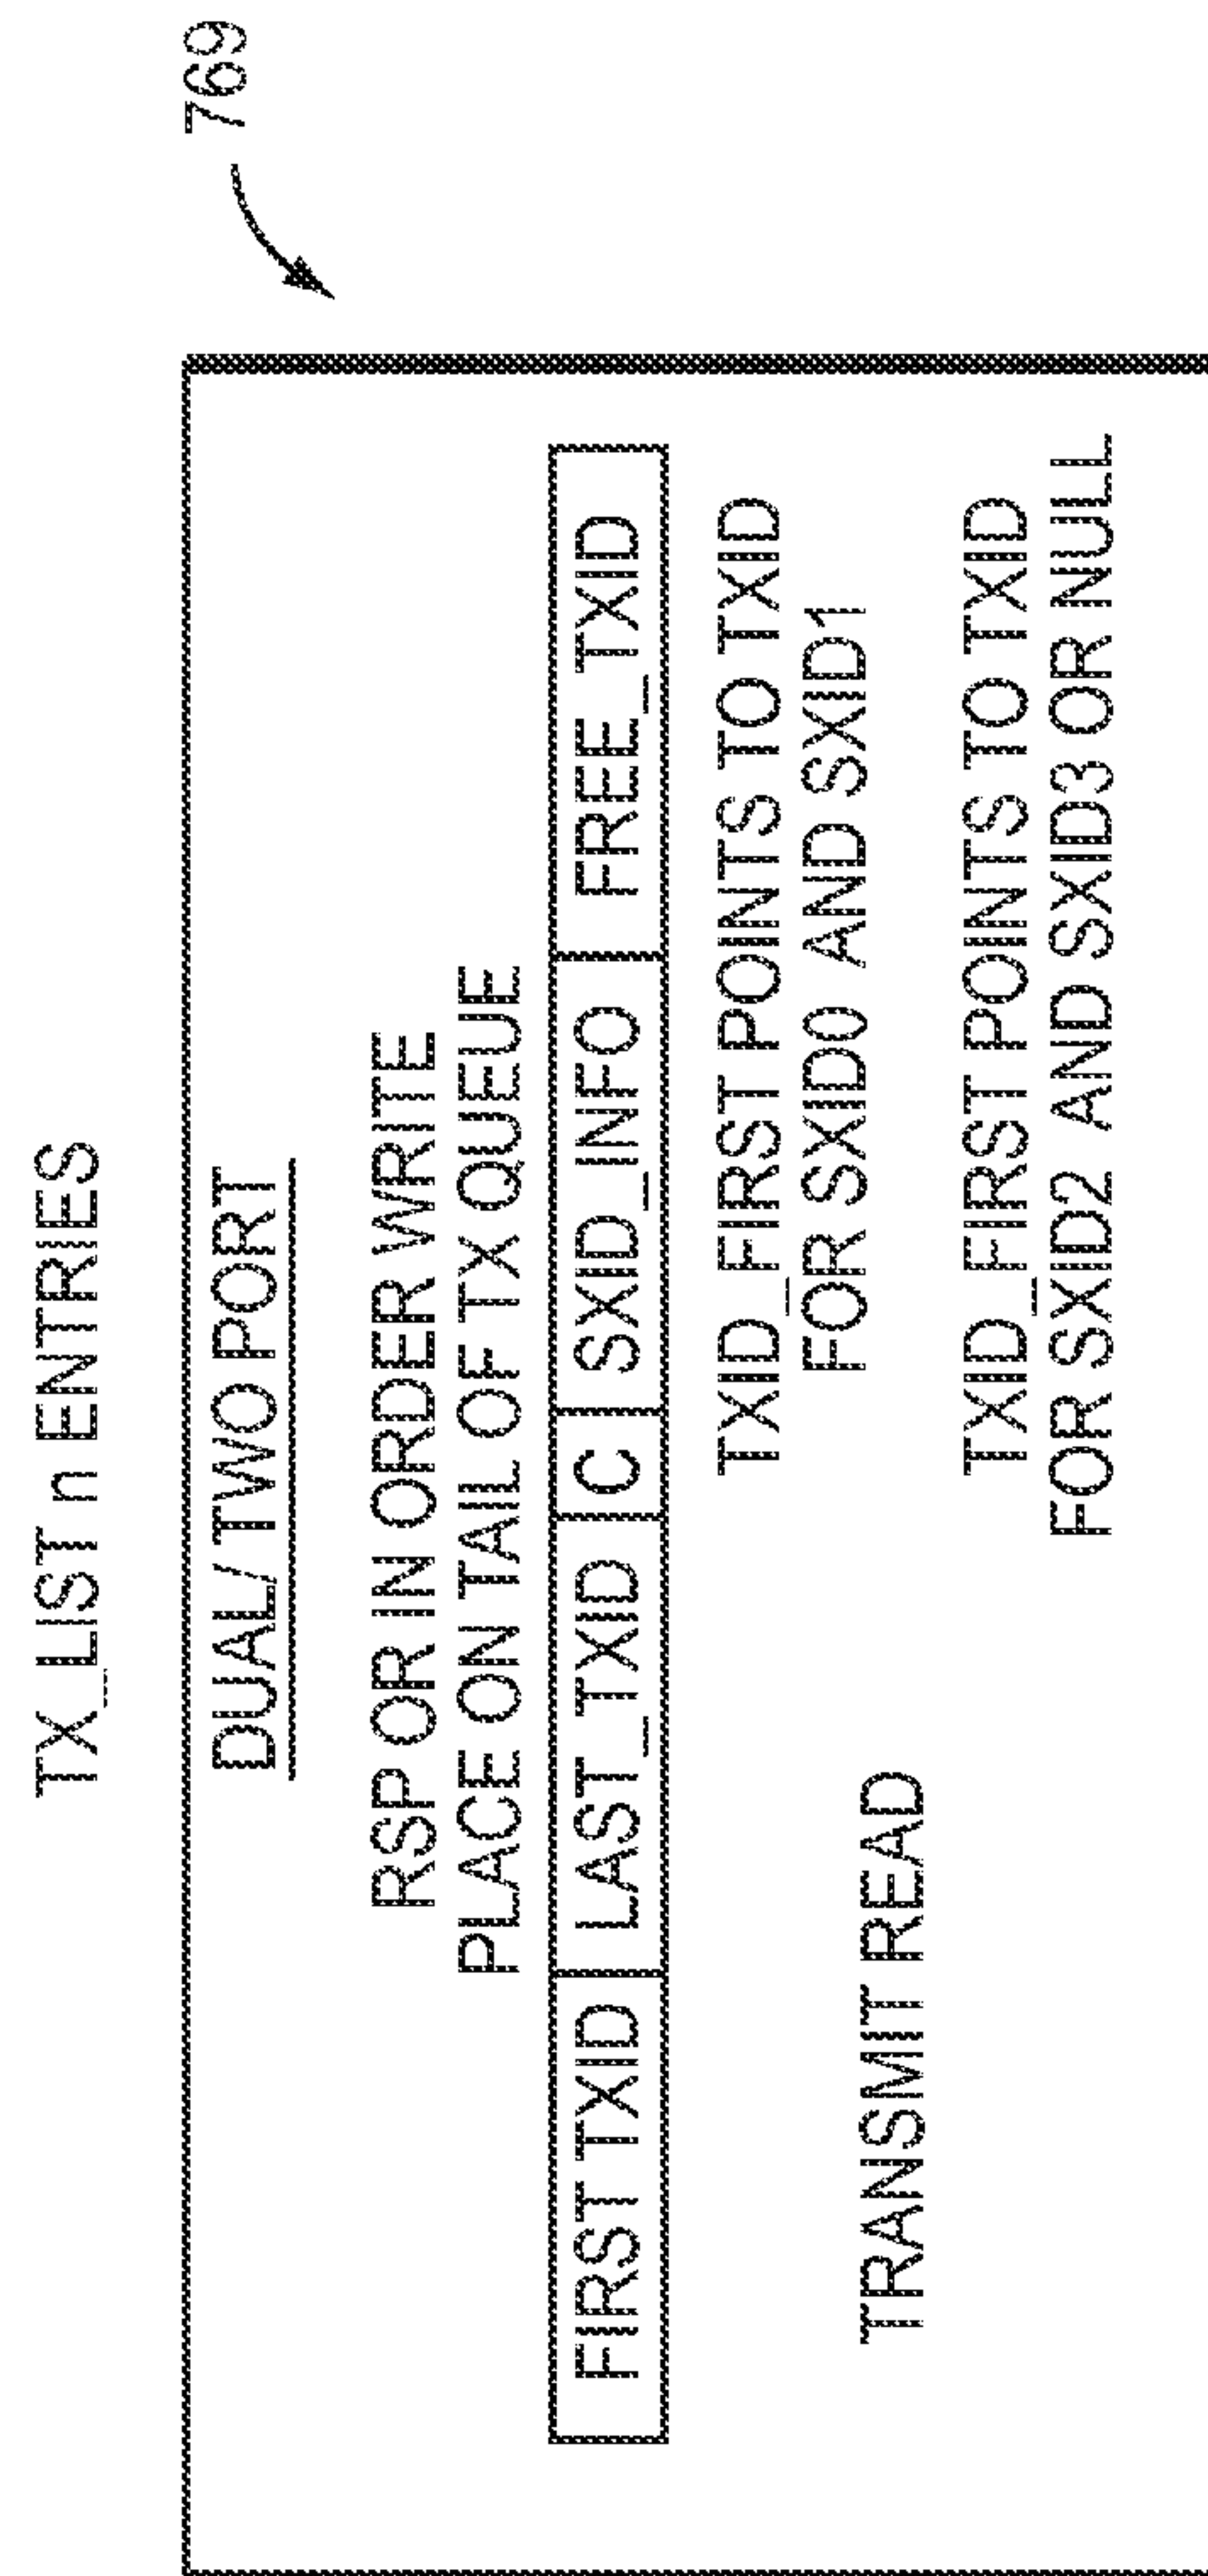 TX_LIST n ENTRIES
769
DUAL/ TWO PORT
RSP OR IN ORDER WRITE
PLACE ON TAIL OF TX QUEUE
FIRST TXID LAST_TXID C SXID_INFO FREE_TXID
TXID_FIRST POINTS TO TXID
FOR SXID0 AND SXID1
TRANSMIT READ
TXID_FIRST POINTS TO TXID
FOR SXID2 AND SXID3 OR NULL